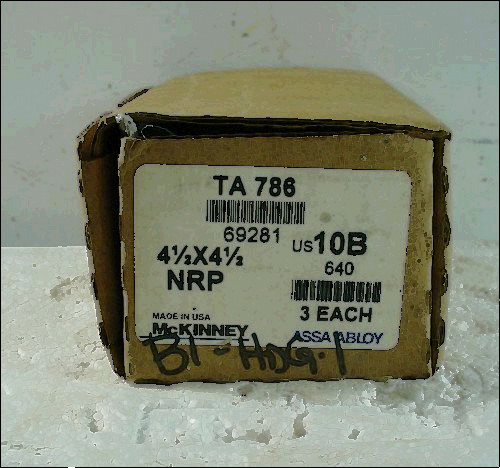 TA 786
69281
US10B
4½X4½
640
NRP
3 EACH
MADE IN USA
McKINNEY
ASSA ABLOY
B1-HDG.1